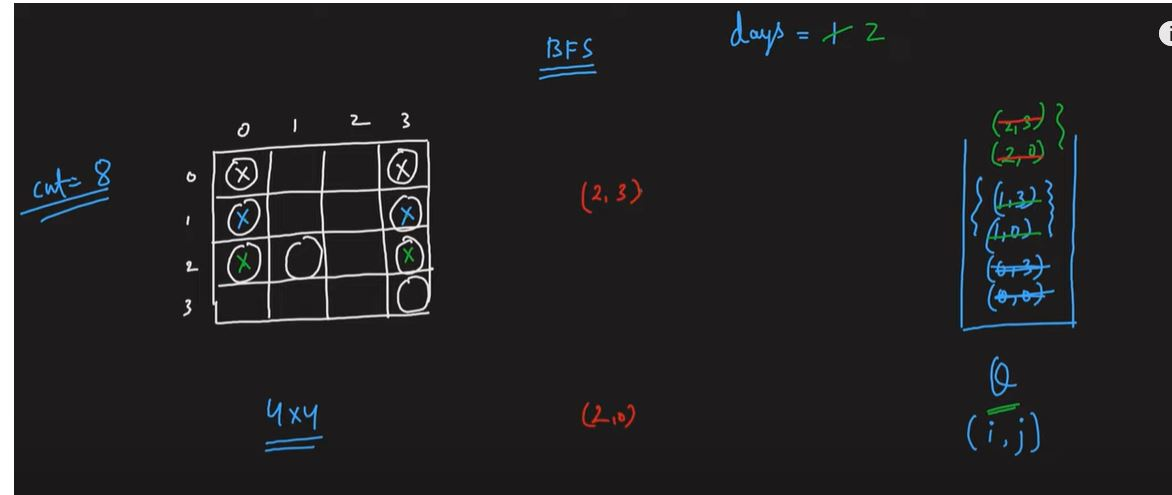 days = 1 2
BFS
0 1 2 3
cnt = 8
0 X X
1 X X
2 X X
3
4x4
(2,3)
(2,0)
(2,3)
(2,0)
(1,3)
(1,0)
(0,3)
(0,0)
Q
(i,j)